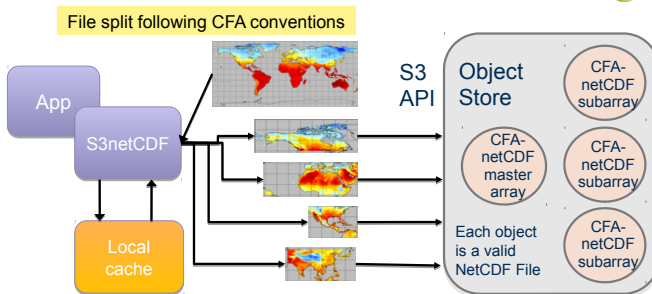 File split following CFA conventions
App
S3netCDF
Local
cache
S3
API
Object
Store
CFA-
netCDF
subarray
CFA-
netCDF
master
array
CFA-
netCDF
subarray
Each object
is a valid
NetCDF File
CFA-
netCDF
subarray